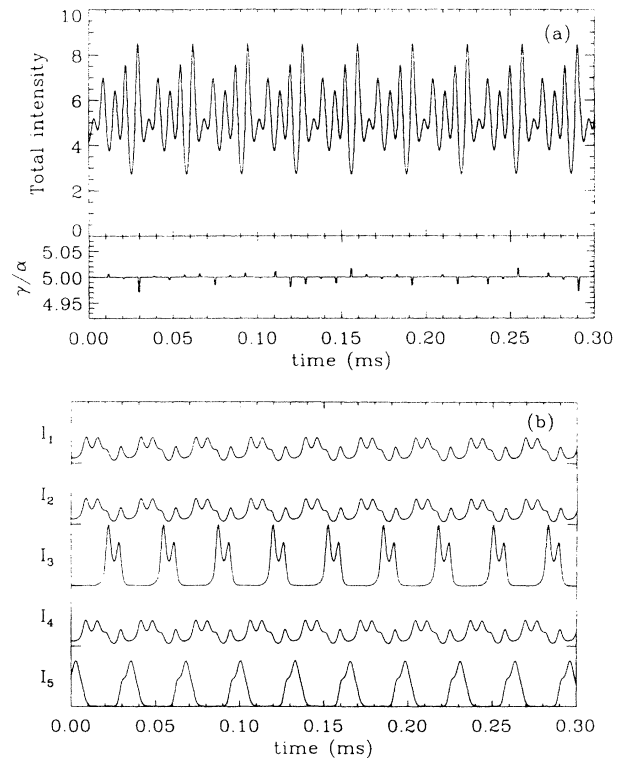 (a)
10
8
6
4
2
0
Total intensity
5.05
5.00
4.95
γ/α
0.00 0.05 0.10 0.15 0.20 0.25 0.30
time (ms)
(b)
I₁
I₂
I₃
I₄
I₅
0.00 0.05 0.10 0.15 0.20 0.25 0.30
time (ms)